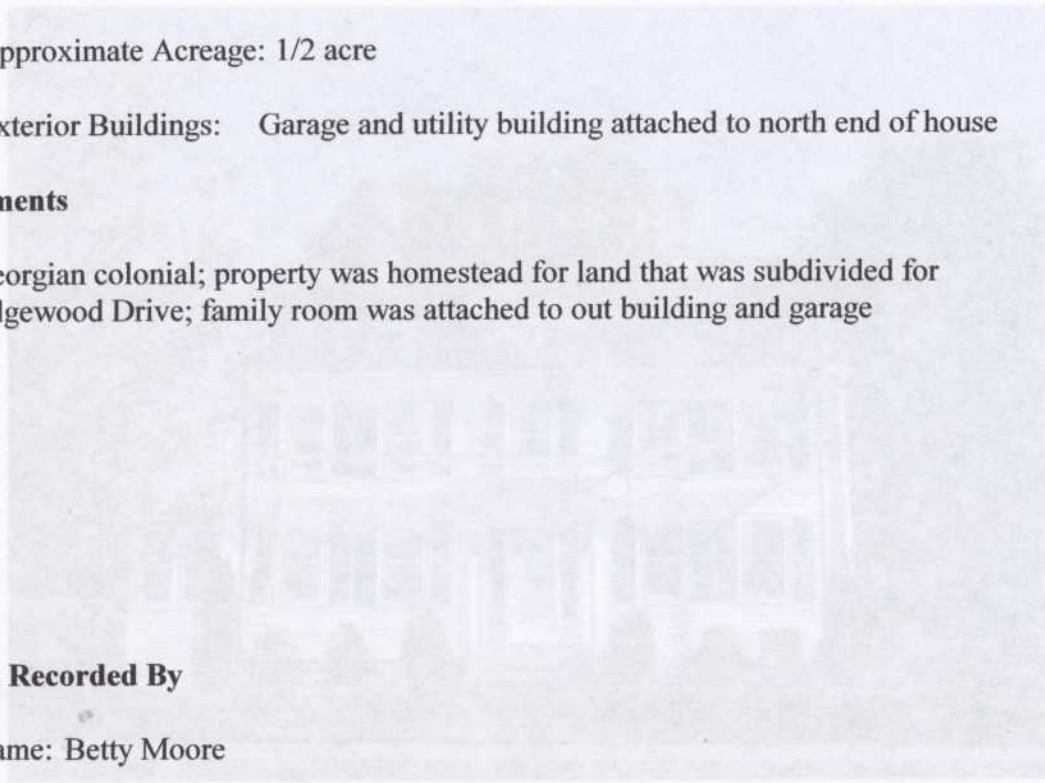 pproximate Acreage: 1/2 acre
xterior Buildings: Garage and utility building attached to north end of house
nents
eorgian colonial; property was homestead for land that was subdivided for
lgewood Drive; family room was attached to out building and garage
Recorded By
ame: Betty Moore